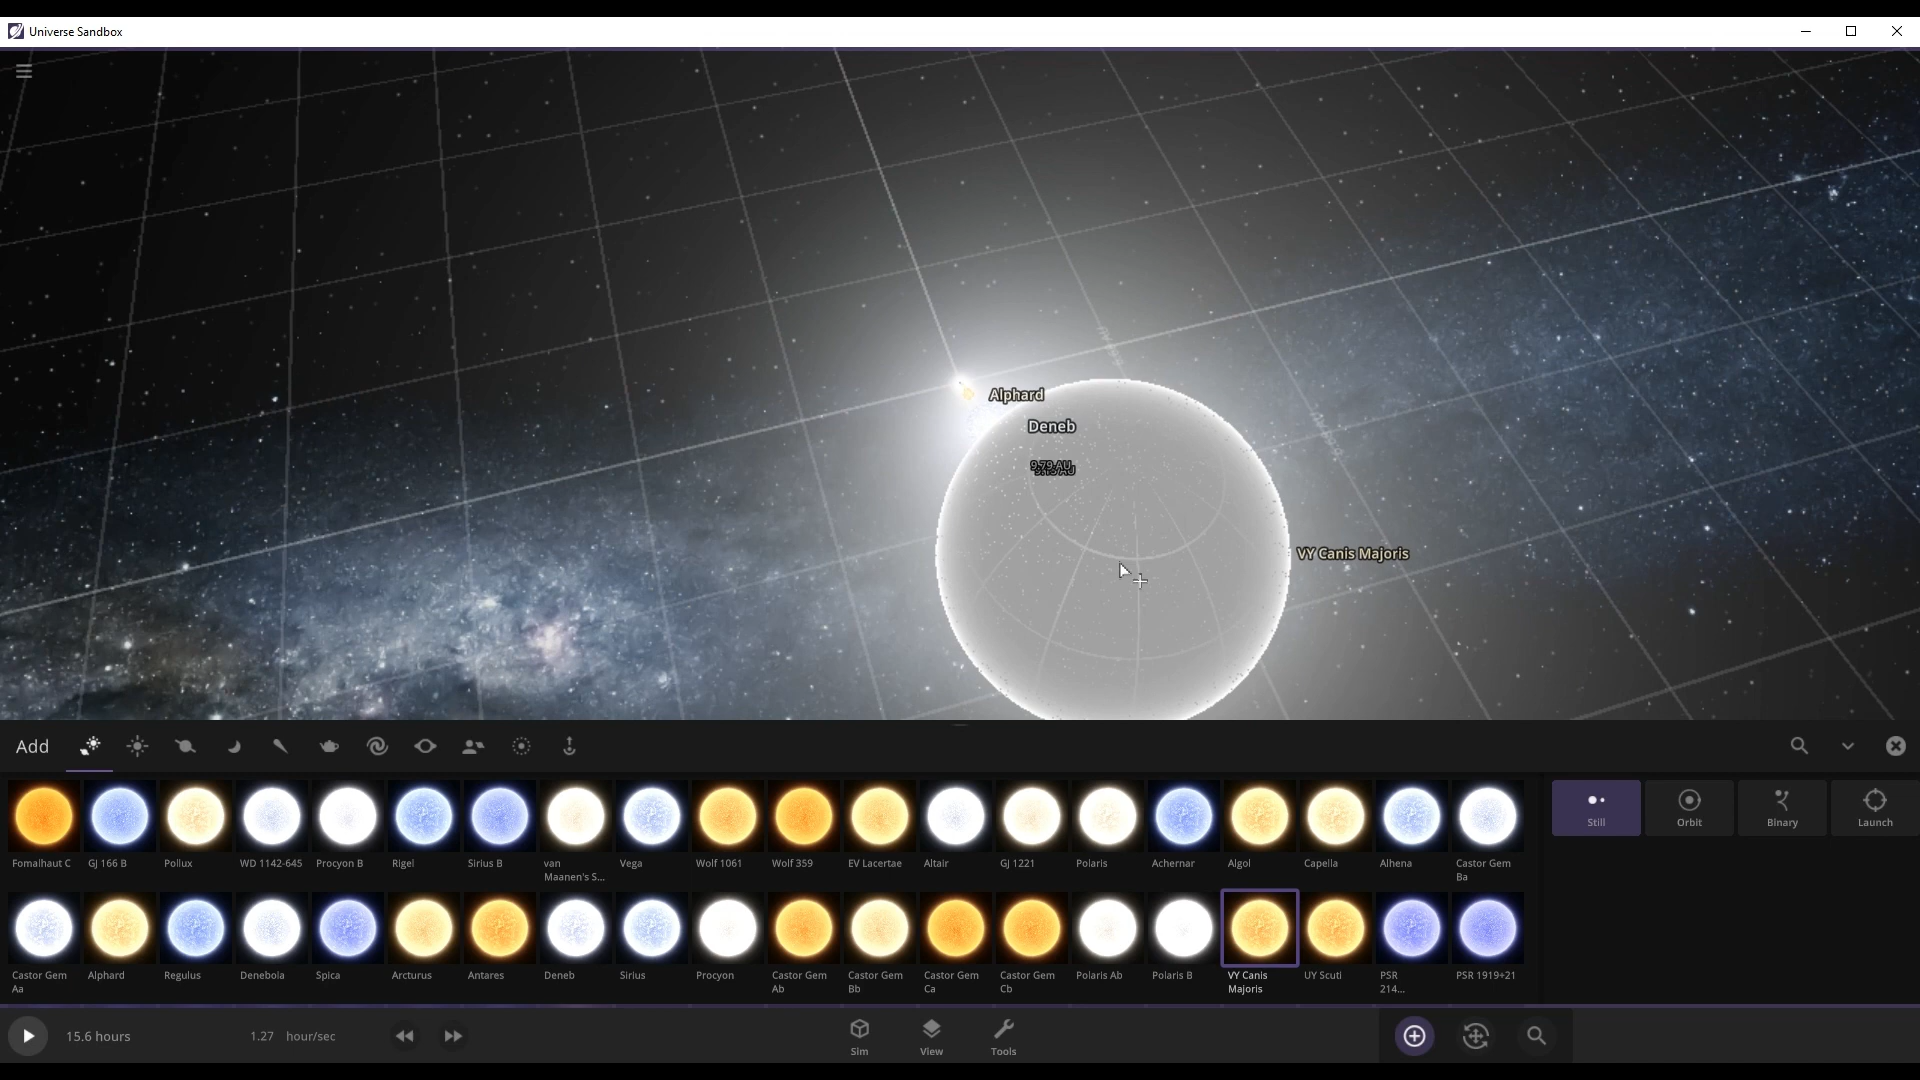 Universe Sandbox
Alphard
Deneb
VY Canis Majoris
Add
Fomalhaut C
GJ 166 B
Pollux
WD 1142-645
Procyon B
Rigel
Sirius B
van
Maanen's S...
Vega
Wolf 1061
Wolf 359
EV Lacertae
Altair
GJ 1221
Polaris
Achernar
Algol
Capella
Alhena
Castor Gem
Ba
Still
Orbit
Binary
Launch
Castor Gem
Aa
Alphard
Regulus
Denebola
Spica
Arcturus
Antares
Deneb
Sirius
Procyon
Castor Gem
Ab
Castor Gem
Bb
Castor Gem
Ca
Castor Gem
Cb
Polaris Ab
Polaris B
VY Canis
Majoris
UY Scuti
PSR
214...
PSR 1919+21
15.6 hours
1.27 hour/sec
Sim
View
Tools